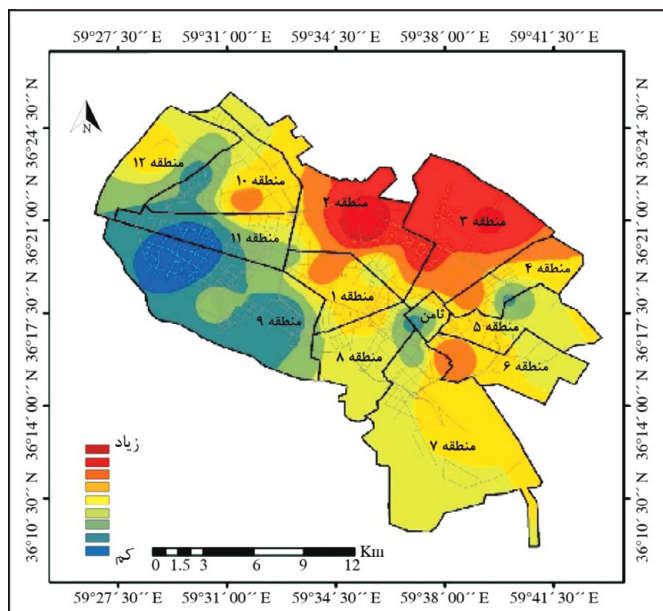 59° 27´ 30´´ E
59° 31´ 00´´ E
59° 34´ 30´´ E
59° 38´ 00´´ E
59° 41´ 30´´ E
36° 24´ 30´´ N
36° 21´ 00´´ N
36° 17´ 30´´ N
36° 14´ 00´´ N
36° 10´ 30´´ N
N
منطقه ۱۲
منطقه ۱۰
منطقه ۲
منطقه ۳
منطقه ۱۱
منطقه ۴
منطقه ۱
ثامن
منطقه ۵
منطقه ۹
منطقه ۸
منطقه ۶
منطقه ۷
زیاد
کم
Km
0 1.5 3 6 9 12
36° 24´ 30´´ N
36° 21´ 00´´ N
36° 17´ 30´´ N
36° 14´ 00´´ N
36° 10´ 30´´ N
59° 27´ 30´´ E
59° 31´ 00´´ E
59° 34´ 30´´ E
59° 38´ 00´´ E
59° 41´ 30´´ E